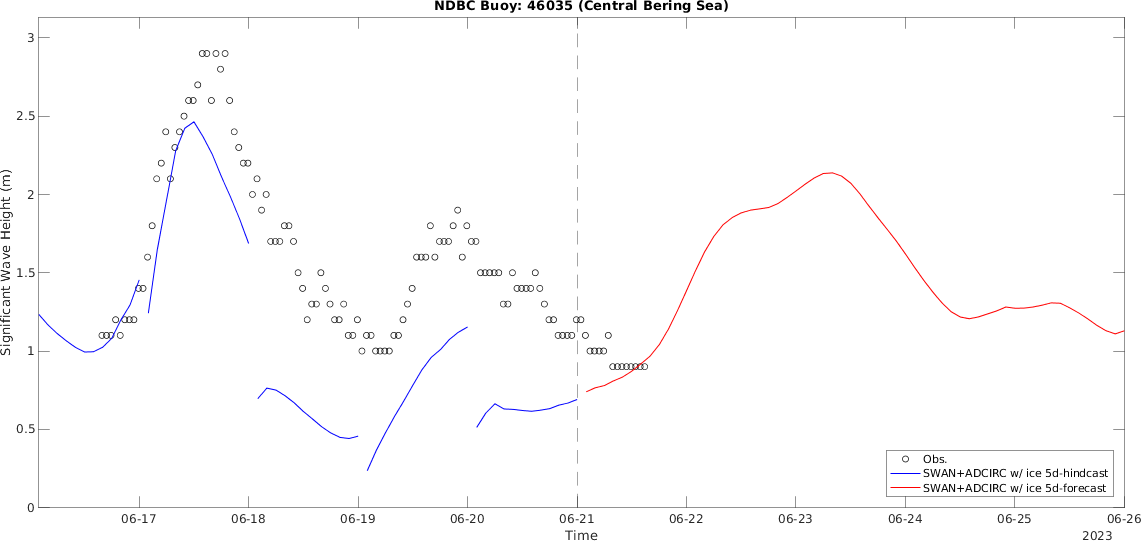 NDBC Buoy: 46035 (Central Bering Sea)
Significant Wave Height (m)
3
2.5
2
1.5
1
0.5
0
Obs.
SWAN+ADCIRC w/ ice 5d-hindcast
SWAN+ADCIRC w/ ice 5d-forecast
06-17 06-18 06-19 06-20 06-21 06-22 06-23 06-24 06-25 06-26
Time
2023